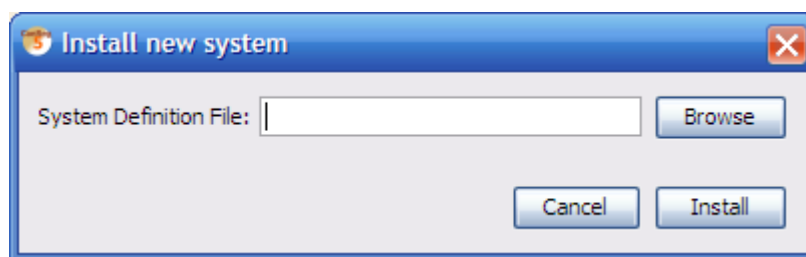 Install new system
System Definition File:
Browse
Cancel
Install